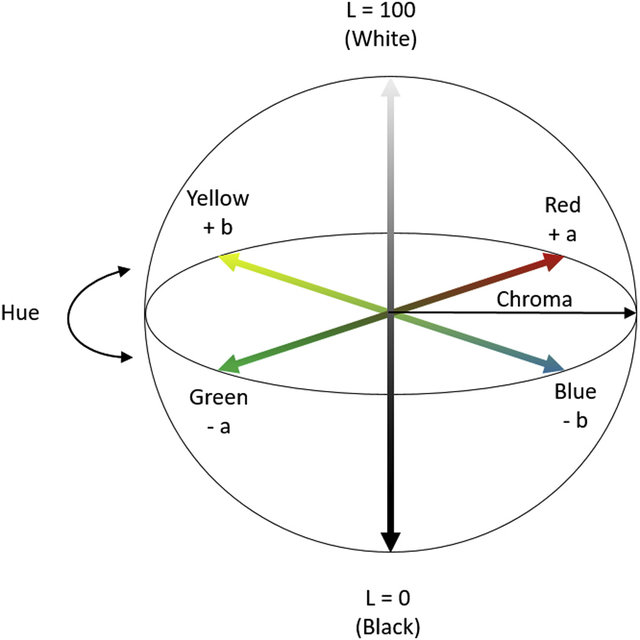 L = 100
(White)
Yellow
+ b
Red
+ a
Hue
Chroma
Green
- a
Blue
- b
L = 0
(Black)